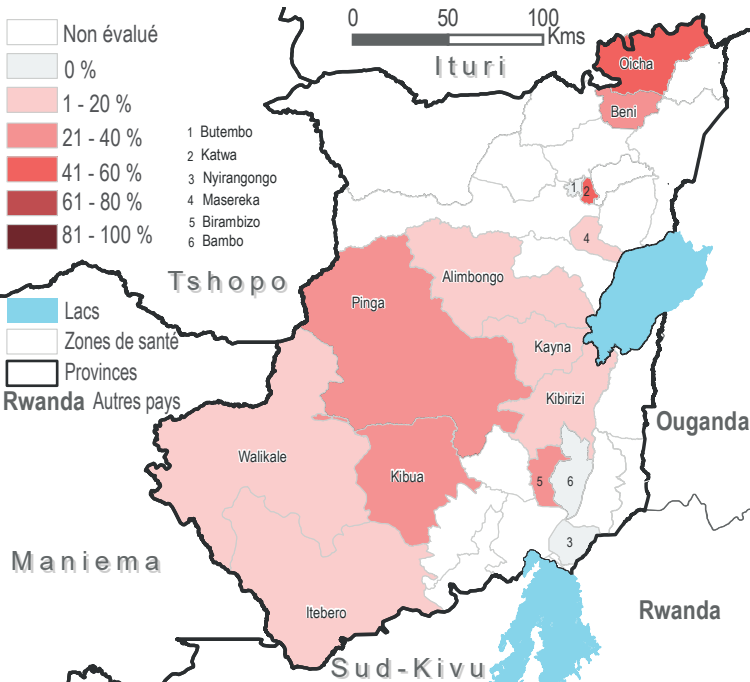 0 50 100
Kms
Non évalué
0 %
1 - 20 %
21 - 40 %
41 - 60 %
61 - 80 %
81 - 100 %
1 Butembo
2 Katwa
3 Nyirangongo
4 Masereka
5 Birambizo
6 Bambo
Ituri
Oicha
Beni
1
2
4
Tshopo
Alimbongo
Pinga
Lacs
Zones de santé
Provinces
Rwanda Autres pays
Kayna
Kibirizi
Ouganda
Walikale
Kibua
5
6
3
Maniema
Itebero
Rwanda
Sud-Kivu